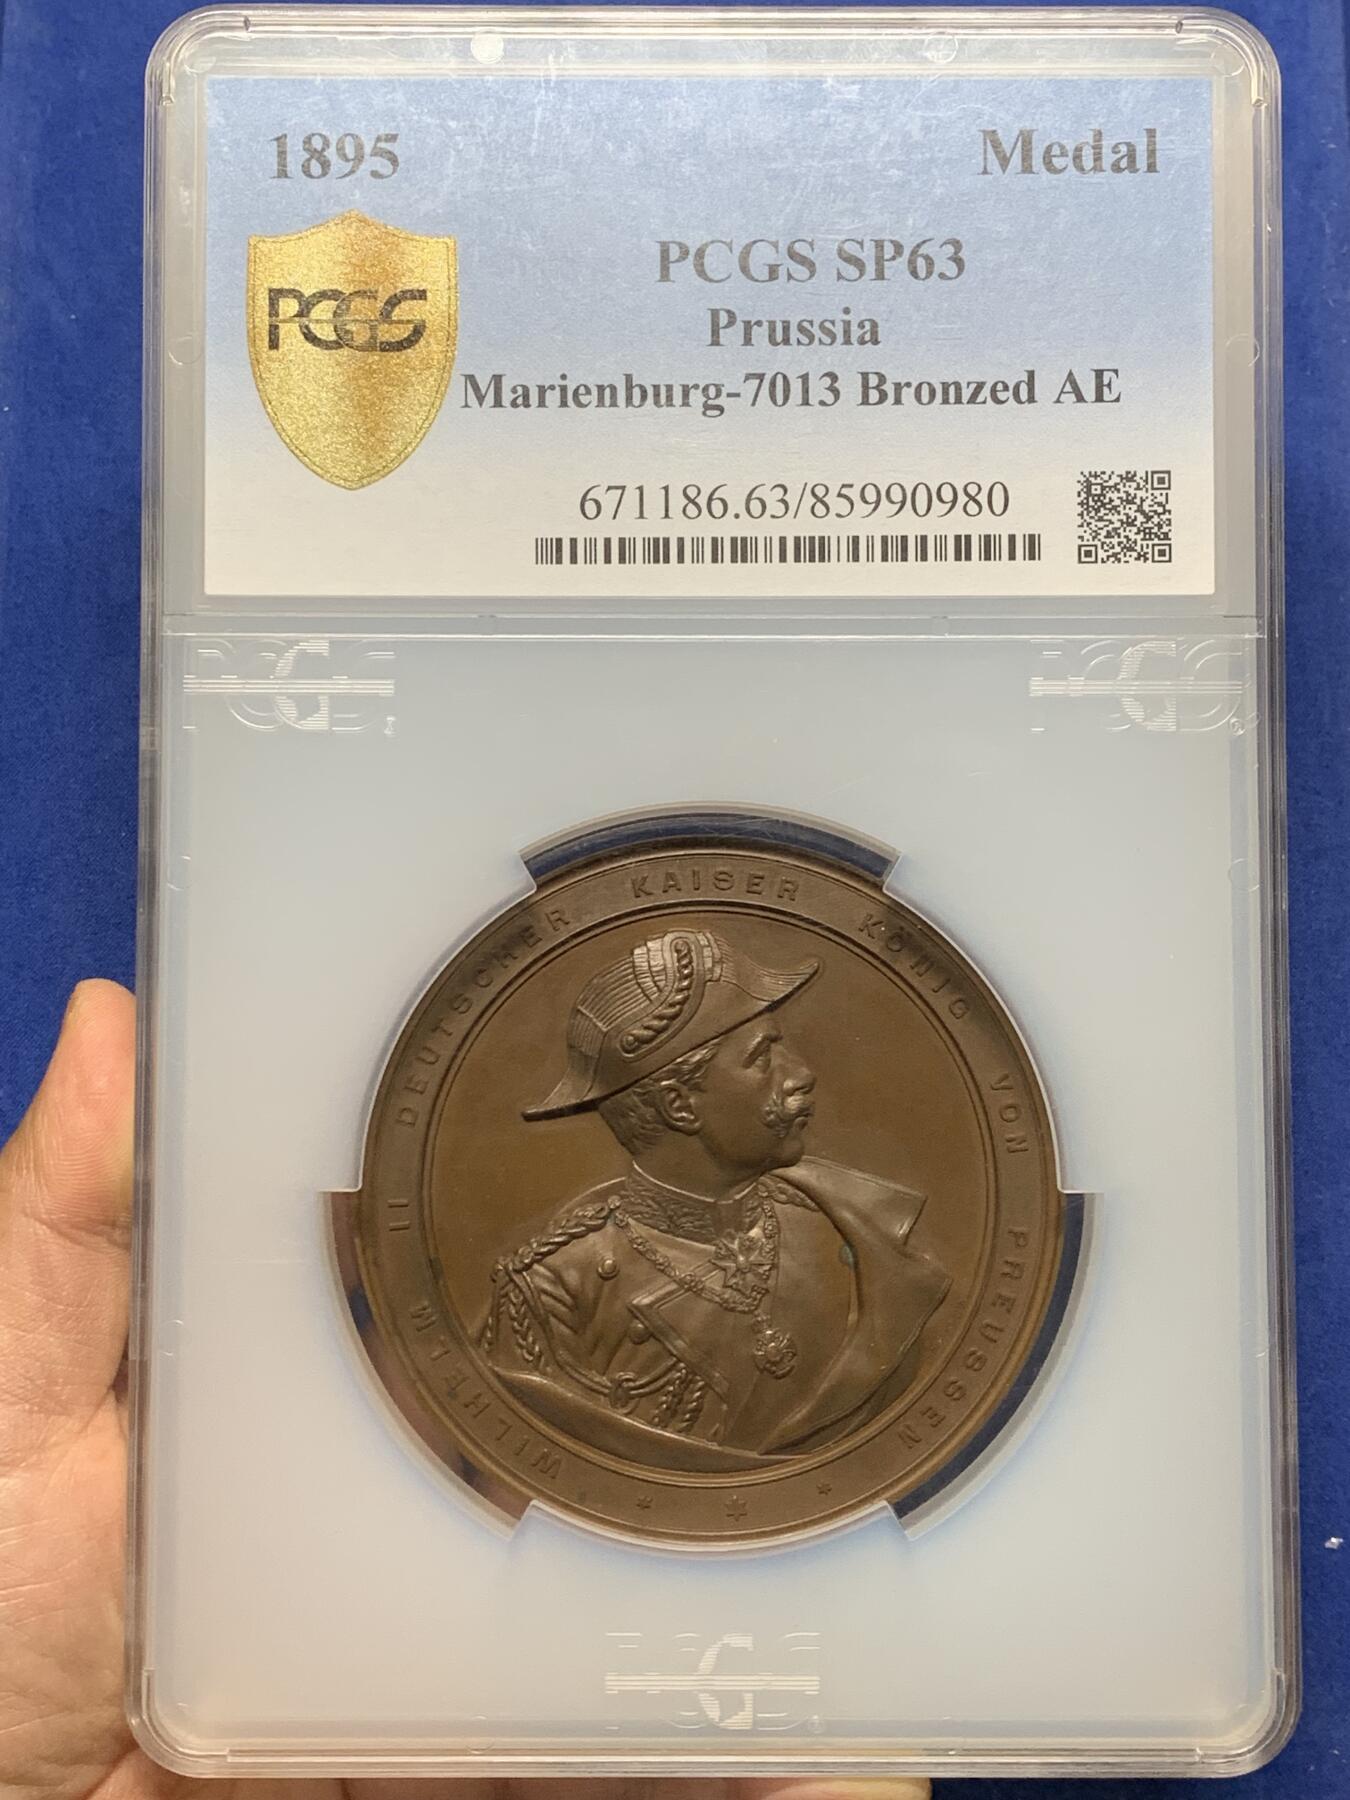 1895
Medal
PCGS
PCGS SP63
Prussia
Marienburg-7013 Bronzed AE
671186.63/85990980
PCGS
PCGS
WILHELM II DEUTSCHER KAISER KÖNIG VON PREUSSEN
PCGS